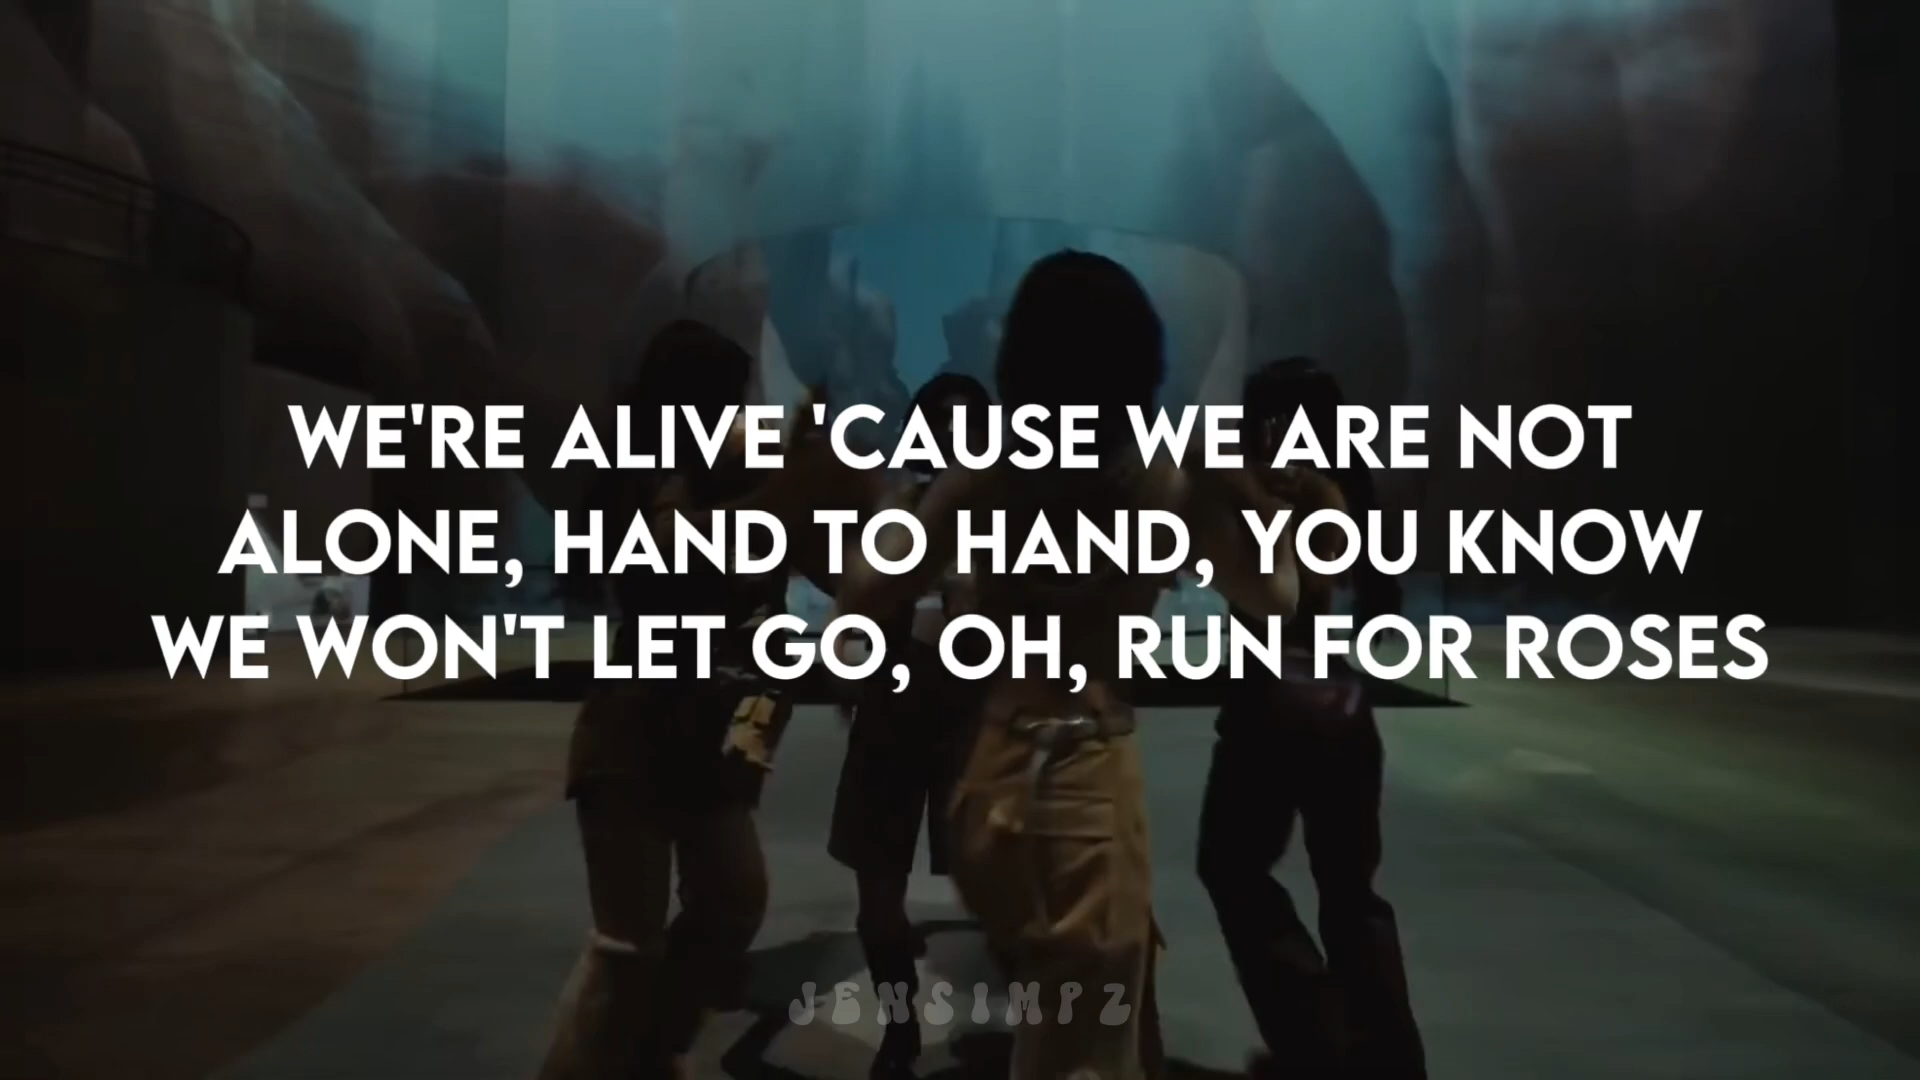 WE'RE ALIVE 'CAUSE WE ARE NOT
ALONE, HAND TO HAND, YOU KNOW
WE WON'T LET GO, OH, RUN FOR ROSES
JENSIMPZ